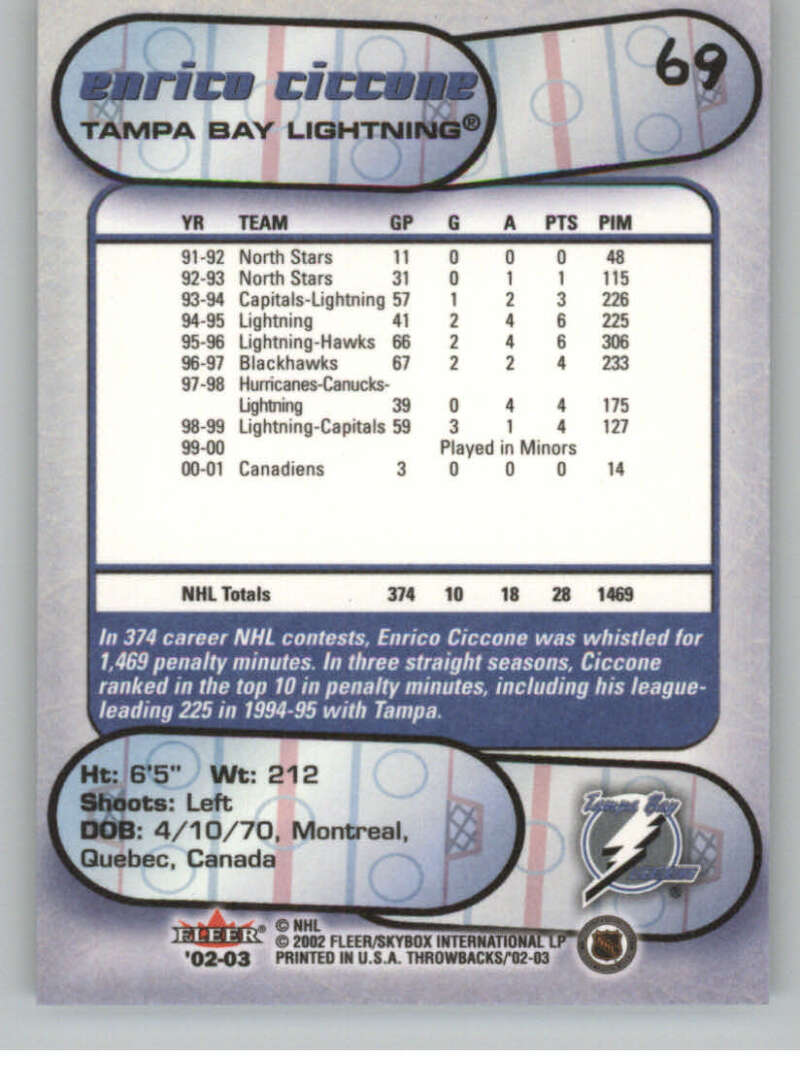 enrico ciccone
TAMPA BAY LIGHTNING®
69
YR TEAM GP G A PTS PIM
91-92 North Stars 11 0 0 0 48
92-93 North Stars 31 0 1 1 115
93-94 Capitals-Lightning 57 1 2 3 226
94-95 Lightning 41 2 4 6 225
95-96 Lightning-Hawks 66 2 4 6 306
96-97 Blackhawks 67 2 2 4 233
97-98 Hurricanes-Canucks-
Lightning 39 0 4 4 175
98-99 Lightning-Capitals 59 3 1 4 127
99-00 Played in Minors
00-01 Canadiens 3 0 0 0 14
NHL Totals 374 10 18 28 1469
In 374 career NHL contests, Enrico Ciccone was whistled for
1,469 penalty minutes. In three straight seasons, Ciccone
ranked in the top 10 in penalty minutes, including his league-
leading 225 in 1994-95 with Tampa.
Ht: 6'5" Wt: 212
Shoots: Left
DOB: 4/10/70, Montreal,
Quebec, Canada
Tampa Bay
®
FLEER®
'02-03
© NHL
© 2002 FLEER/SKYBOX INTERNATIONAL LP
PRINTED IN U.S.A. THROWBACKS/'02-03